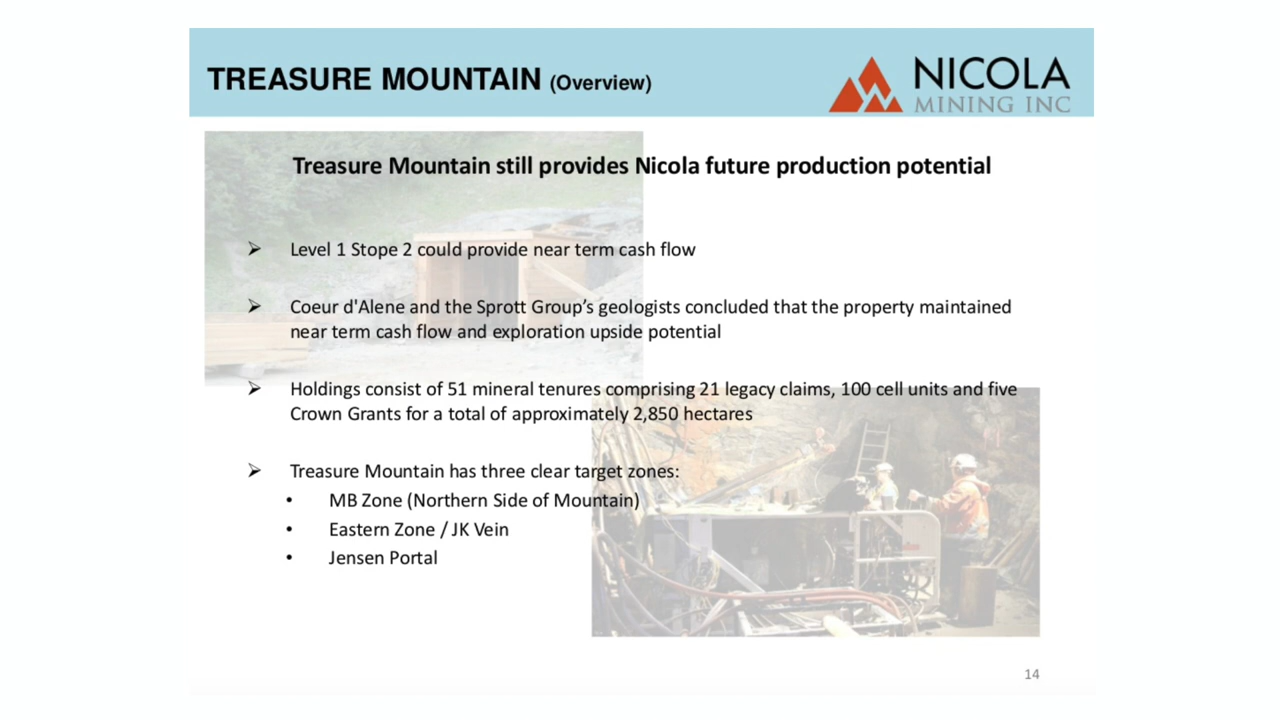 TREASURE MOUNTAIN (Overview)
NICOLA
MINING INC
Treasure Mountain still provides Nicola future production potential
➢ Level 1 Stope 2 could provide near term cash flow
➢ Coeur d'Alene and the Sprott Group’s geologists concluded that the property maintained
near term cash flow and exploration upside potential
➢ Holdings consist of 51 mineral tenures comprising 21 legacy claims, 100 cell units and five
Crown Grants for a total of approximately 2,850 hectares
➢ Treasure Mountain has three clear target zones:
• MB Zone (Northern Side of Mountain)
• Eastern Zone / JK Vein
• Jensen Portal
14